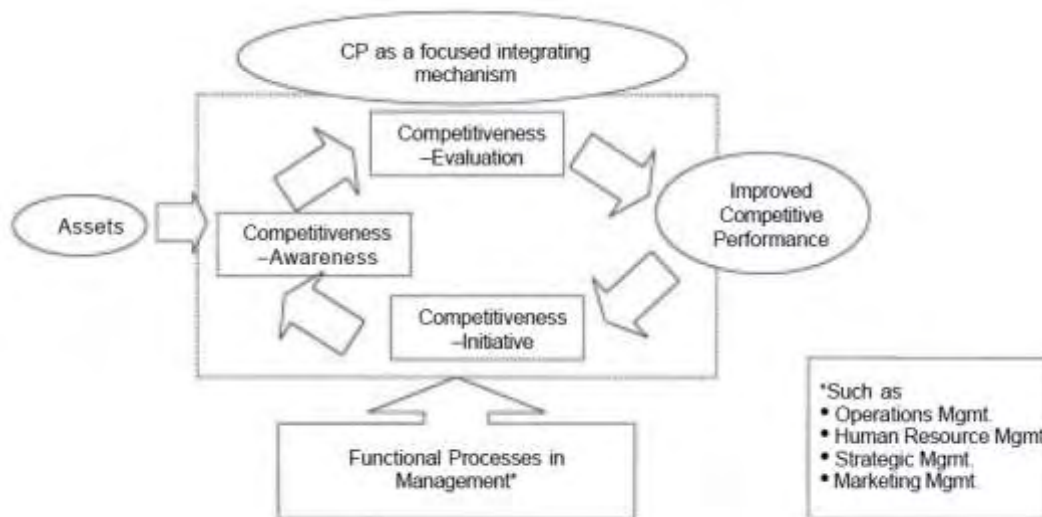 CP as a focused integrating
mechanism
Competitiveness
–Evaluation
Improved
Competitive
Performance
Assets
Competitiveness
–Awareness
Competitiveness
–Initiative
Functional Processes in
Management*
*Such as
• Operations Mgmt.
• Human Resource Mgmt
• Strategic Mgmt.
• Marketing Mgmt.